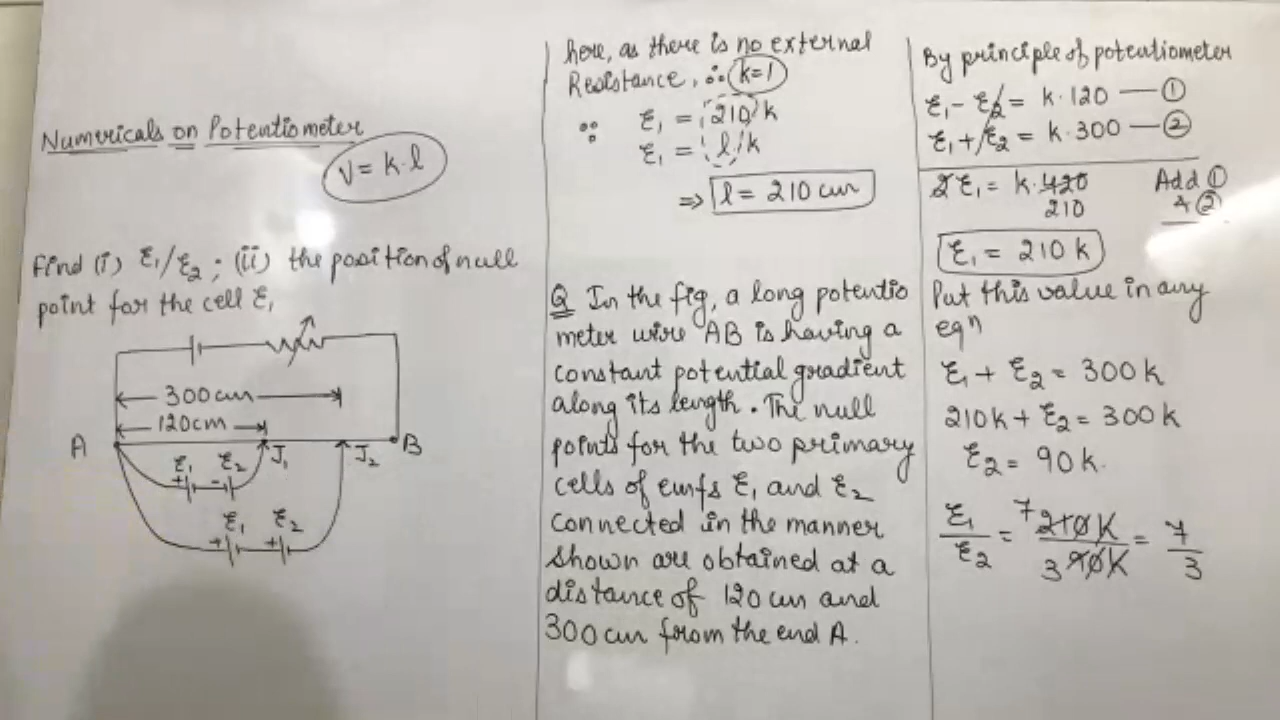 Numericals on Potentiometer
V = k·l
Find (i) ε₁/ε₂ ; (ii) the position of null
point for the cell ε₁
300 cm
120cm
A
ε₁ ε₂
+ -
J₁
J₂
B
ε₁ ε₂
+ +
here, as there is no external
Resistance, ∴ k=1
∴ ε₁ = 210/k
ε₁ = l/k
⇒ l = 210 cm
Q In the fig, a long potentio
meter wire AB is having a
constant potential gradient
along its length. The null
points for the two primary
cells of emfs ε₁ and ε₂
connected in the manner
shown are obtained at a
distance of 120 cm and
300 cm from the end A.
By principle of potentiometer
ε₁ - ε₂ = k·120 — ①
ε₁ + ε₂ = k·300 — ②
2ε₁ = k·420 Add ①
210 & ②
ε₁ = 210 k
Put this value in any
eqⁿ
ε₁ + ε₂ = 300k
210k + ε₂ = 300k
ε₂ = 90k.
ε₁/ε₂ = 7 210k / 3 90k = 7/3